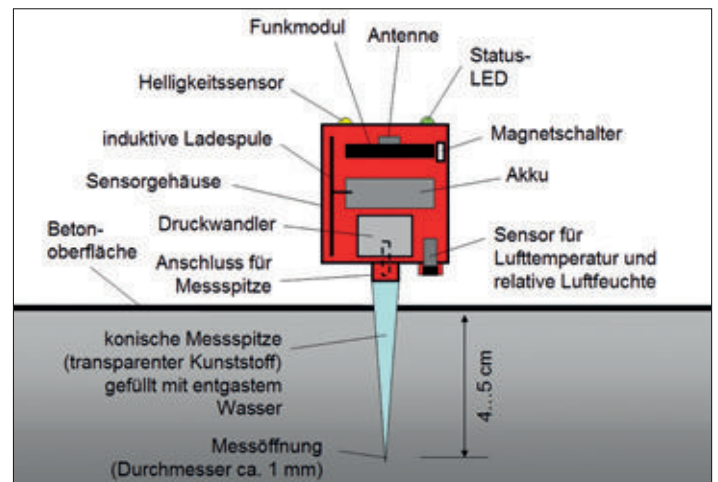 Funkmodul
Antenne
Status-
LED
Helligkeitssensor
induktive Ladespule
Magnetschalter
Sensorgehäuse
Akku
Druckwandler
Beton-
oberfläche
Anschluss für
Messspitze
Sensor für
Lufttemperatur und
relative Luftfeuchte
konische Messspitze
(transparenter Kunststoff)
gefüllt mit entgastem
Wasser
4...5 cm
Messöffnung
(Durchmesser ca. 1 mm)